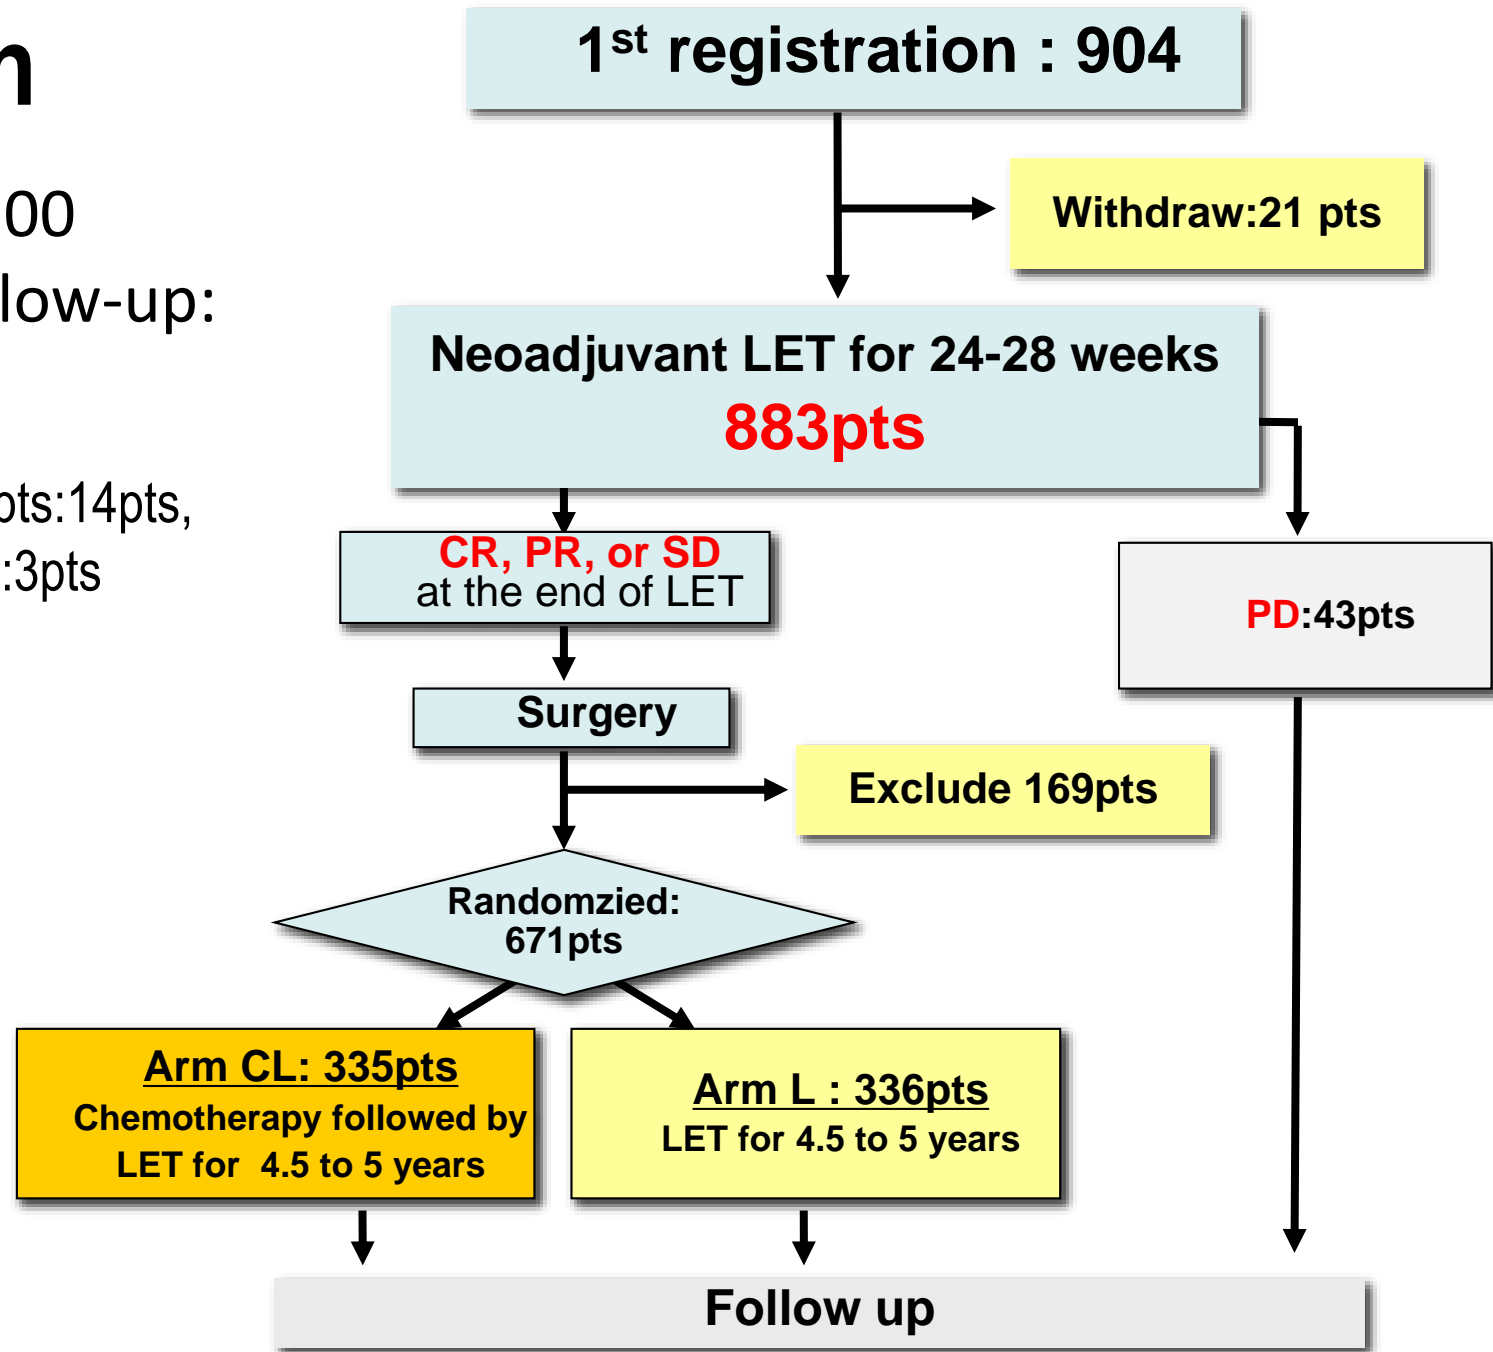 n
00
low-up:
pts:14pts,
:3pts
1st registration : 904
Withdraw:21 pts
Neoadjuvant LET for 24-28 weeks
883pts
CR, PR, or SD
at the end of LET
PD:43pts
Surgery
Exclude 169pts
Randomzied:
671pts
Arm CL: 335pts
Chemotherapy followed by
LET for 4.5 to 5 years
Arm L : 336pts
LET for 4.5 to 5 years
Follow up